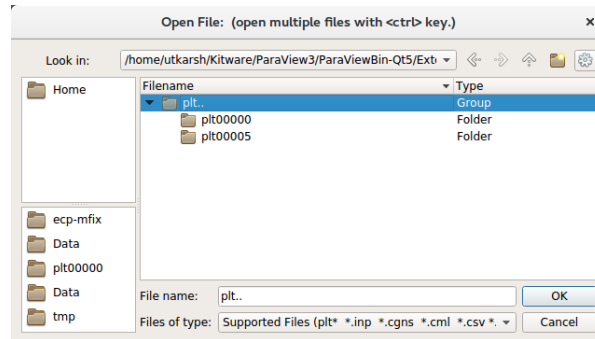 Open File: (open multiple files with <ctrl> key.)
Look in: /home/utkarsh/Kitware/ParaView3/ParaViewBin-Qt5/Ext
Home
Filename Type
plt.. Group
plt00000 Folder
plt00005 Folder
ecp-mfix
Data
plt00000
Data
tmp
File name: plt.. OK
Files of type: Supported Files (plt* *.inp *.cgns *.cml *.csv *. Cancel